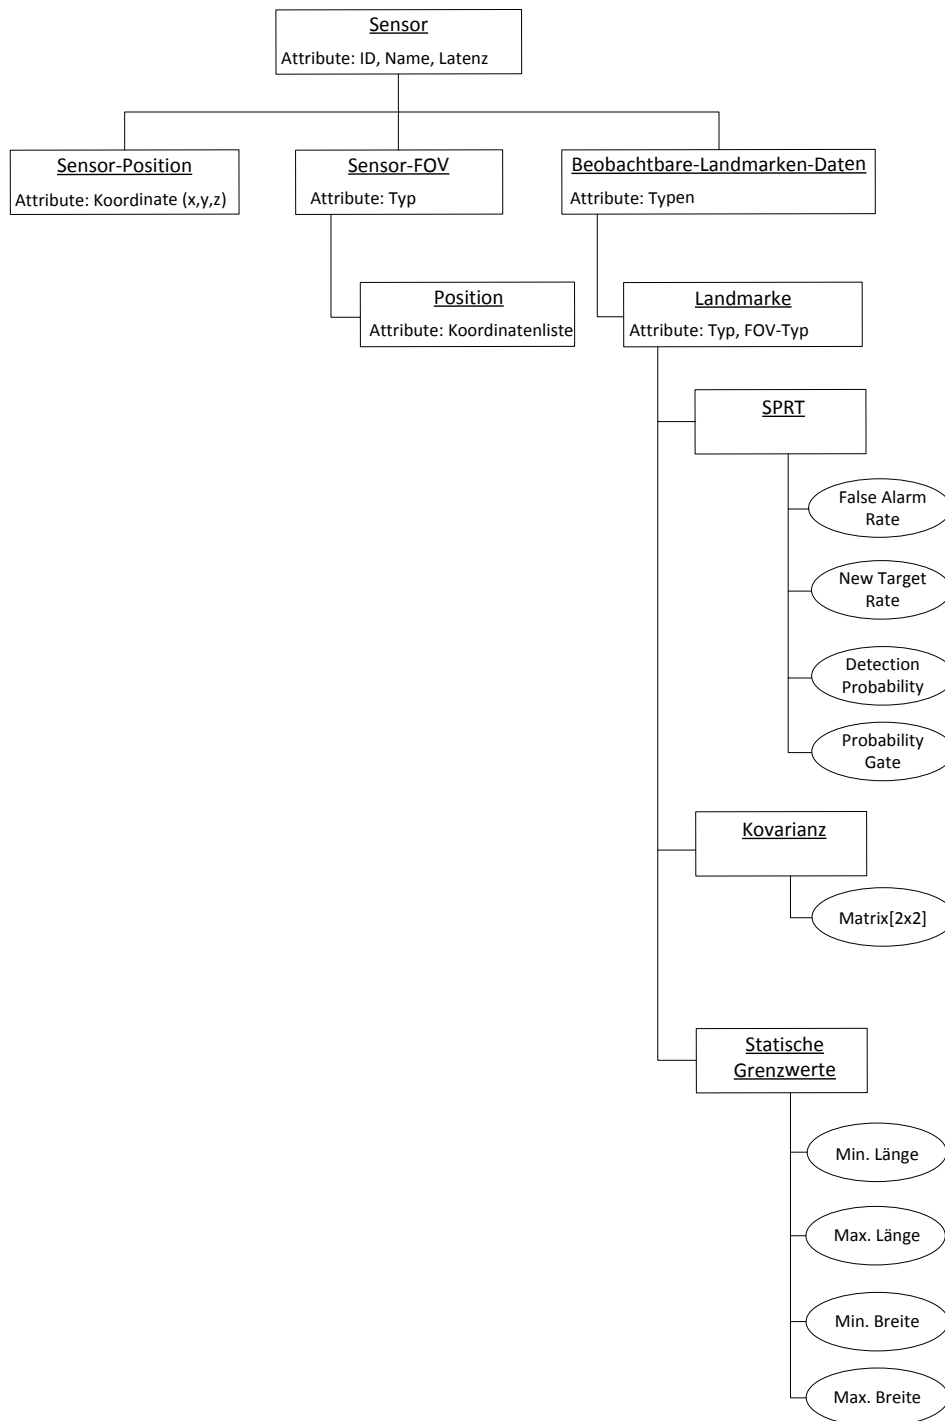 Sensor
Attribute: ID, Name, Latenz
Sensor-Position
Attribute: Koordinate (x,y,z)
Sensor-FOV
Attribute: Typ
Beobachtbare-Landmarken-Daten
Attribute: Typen
Position
Attribute: Koordinatenliste
Landmarke
Attribute: Typ, FOV-Typ
SPRT
False Alarm
Rate
New Target
Rate
Detection
Probability
Probability
Gate
Kovarianz
Matrix[2x2]
Statische
Grenzwerte
Min. Länge
Max. Länge
Min. Breite
Max. Breite